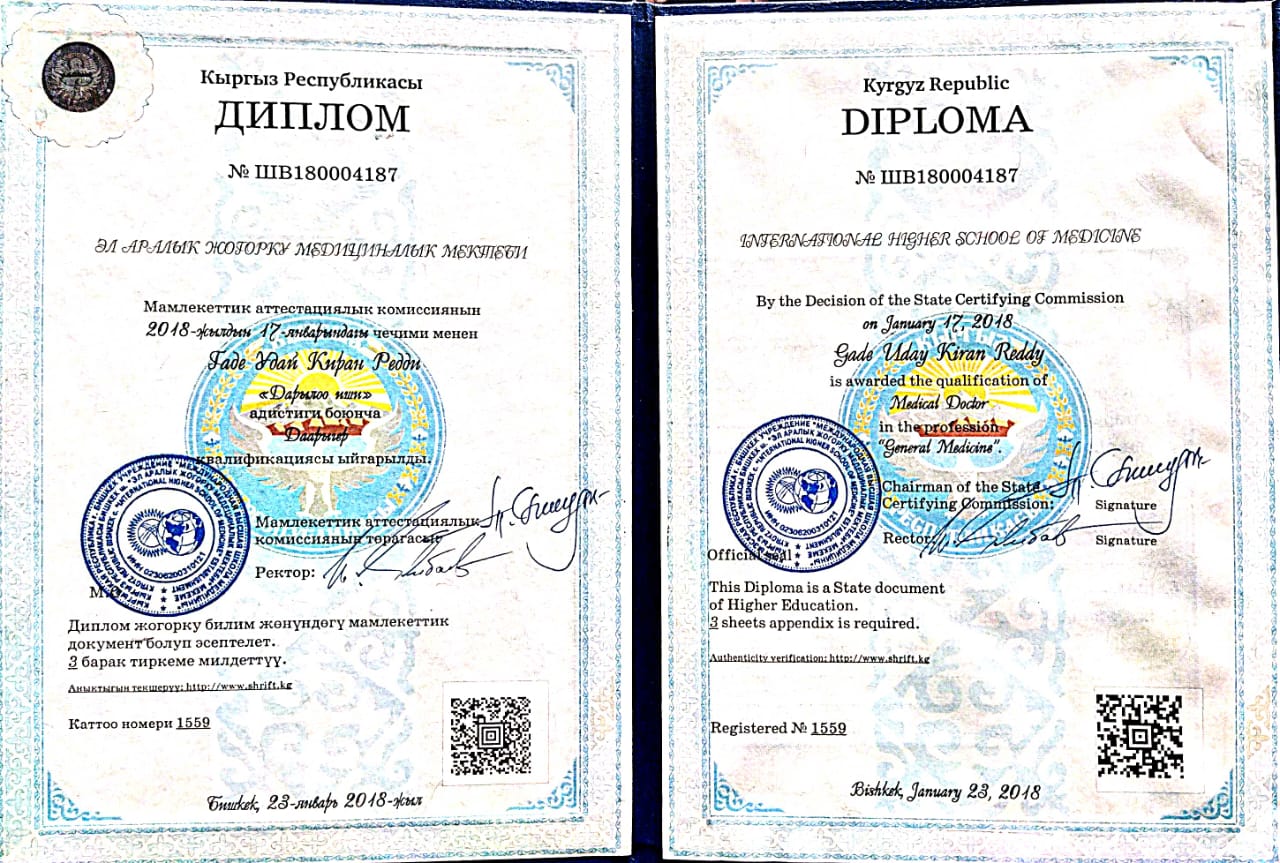 Кыргыз Республикасы
ДИПЛОМ
№ ШВ180004187
ЭЛ АРАЛЫК ЖОГОРКУ МЕДИЦИНАЛЫК МЕКТЕБИ
Мамлекеттик аттестациялык комиссиянын
2018-жылдын 17-январындагы чечими менен
Гаде Удай Киран Редди
«Дарылоо иши»
адистиги боюнча
Даарыгер
квалификациясы ыйгарылды.
Мамлекеттик аттестациялык
комиссиянын төрагасы:
Ректор:
Диплом жогорку билим жөнүндөгү мамлекеттик
документ болуп эсептелет.
3 барак тиркеме милдеттүү.
Аныктыгын текшерүү: http://www.shrift.kg
Каттоо номери 1559
Бишкек, 23-январь 2018-жыл
Kyrgyz Republic
DIPLOMA
№ ШВ180004187
INTERNATIONAL HIGHER SCHOOL OF MEDICINE
By the Decision of the State Certifying Commission
on January 17, 2018
Gade Uday Kiran Reddy
is awarded the qualification of
Medical Doctor
in the profession
"General Medicine".
Chairman of the State
Certifying Commission:
Signature
Rector:
Signature
Official seal
This Diploma is a State document
of Higher Education.
3 sheets appendix is required.
Authenticity verification: http://www.shrift.kg
Registered № 1559
Bishkek, January 23, 2018